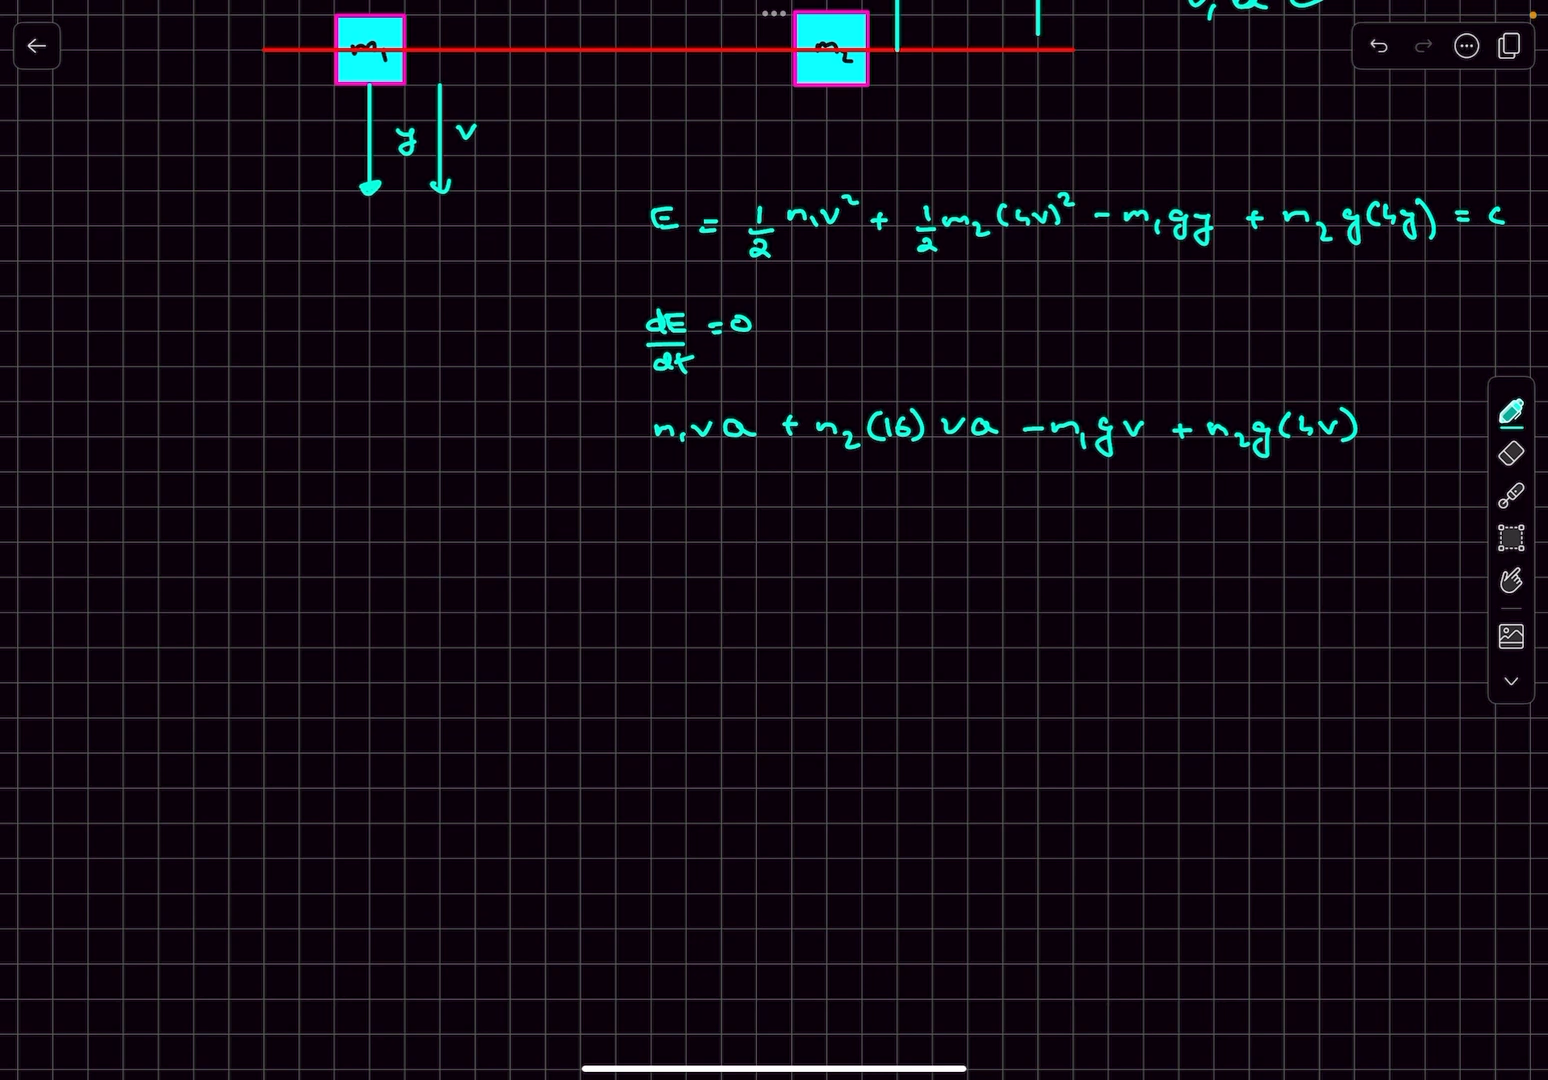 m₁ m₂
y v
E = 1/2 m₁v² + 1/2 m₂(4v)² - m₁gy + m₂g(4y) = c
dE/dt = 0
m₁va + m₂(16)va - m₁gv + m₂g(4v)